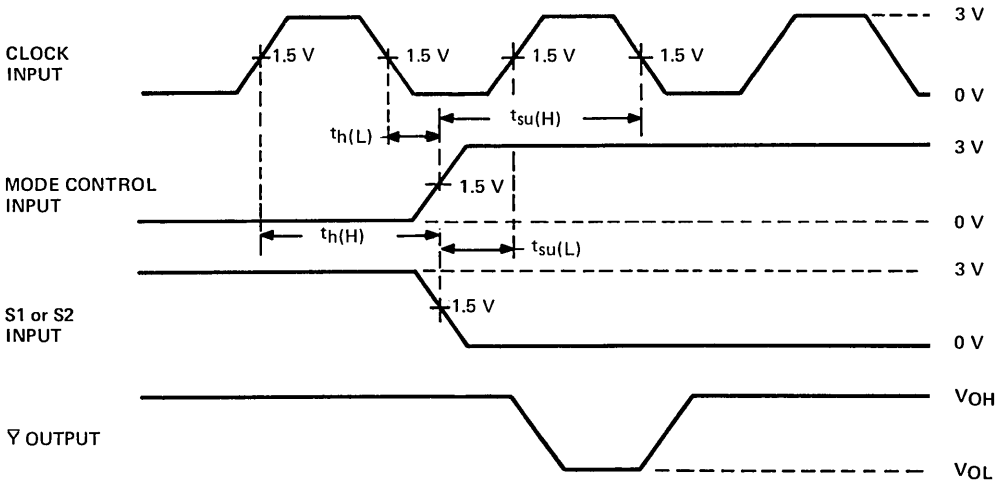 3 V
CLOCK
INPUT
1.5 V
1.5 V
1.5 V
1.5 V
0 V
th(L)
tsu(H)
3 V
MODE CONTROL
INPUT
1.5 V
0 V
th(H)
tsu(L)
3 V
S1 or S2
INPUT
1.5 V
0 V
VOH
Y̅ OUTPUT
VOL